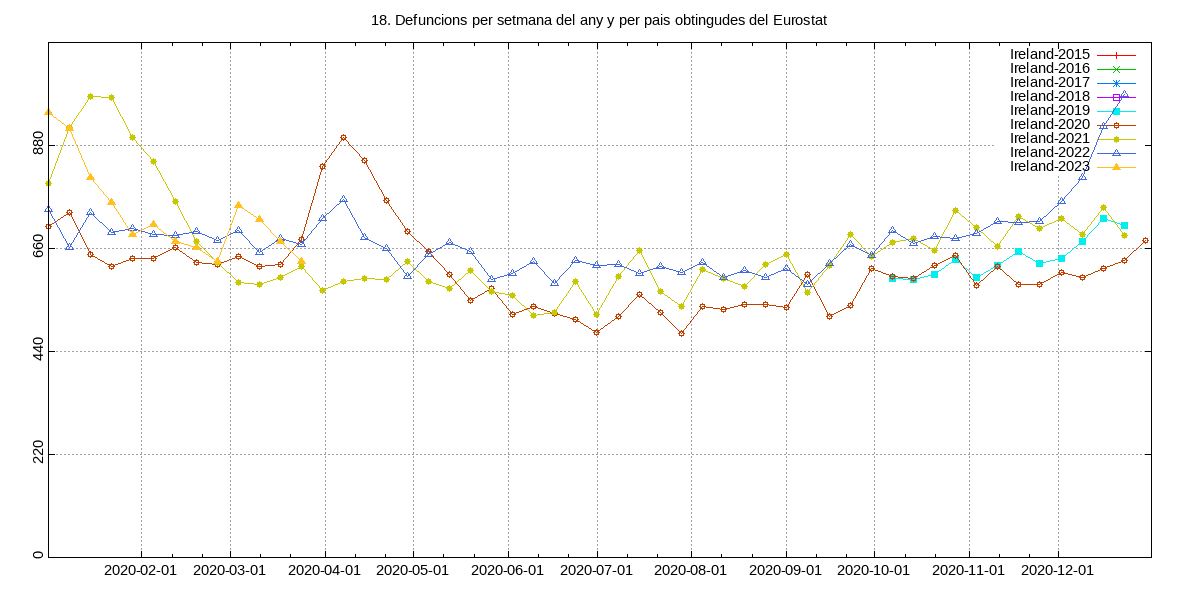 18. Defuncions per setmana del any y per pais obtingudes del Eurostat
Ireland-2015
Ireland-2016
Ireland-2017
Ireland-2018
Ireland-2019
Ireland-2020
Ireland-2021
Ireland-2022
Ireland-2023
880
660
440
220
0
2020-02-01 2020-03-01 2020-04-01 2020-05-01 2020-06-01 2020-07-01 2020-08-01 2020-09-01 2020-10-01 2020-11-01 2020-12-01